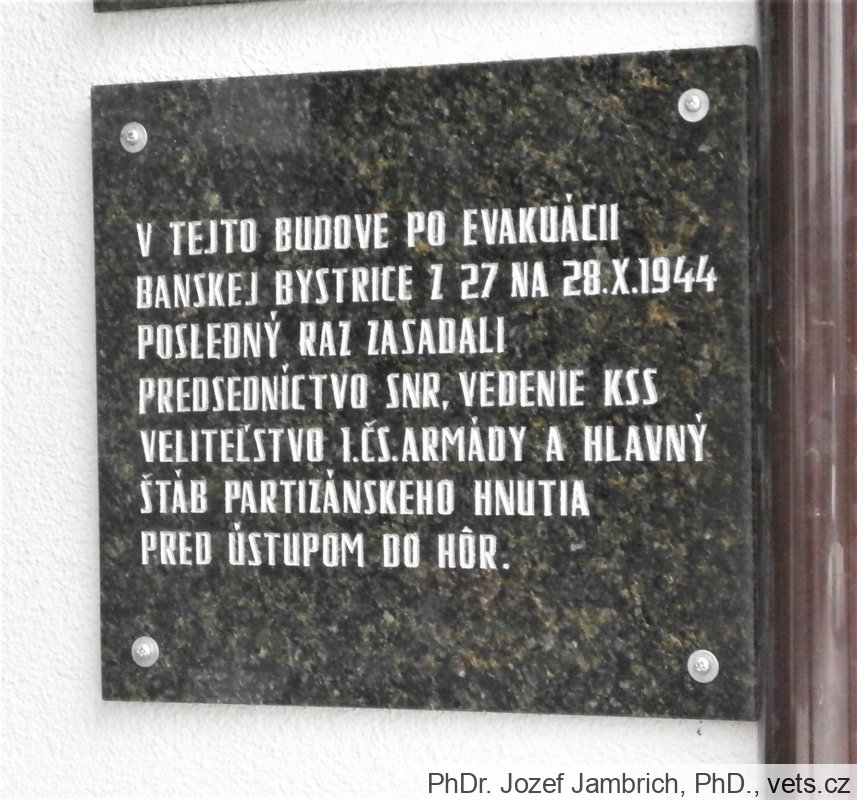 V TEJTO BUDOVE PO EVAKUÁCII
BANSKEJ BYSTRICE Z 27 NA 28.X.1944
POSLEDNÝ RAZ ZASADALI
PREDSEDNÍCTVO SNR, VEDENIE KSS
VELITEĽSTVO I.ČS.ARMÁDY A HLAVNÝ
ŠTÁB PARTIZÁNSKEHO HNUTIA
PRED ÚSTUPOM DO HÔR.
PhDr. Jozef Jambrich, PhD., vets.cz